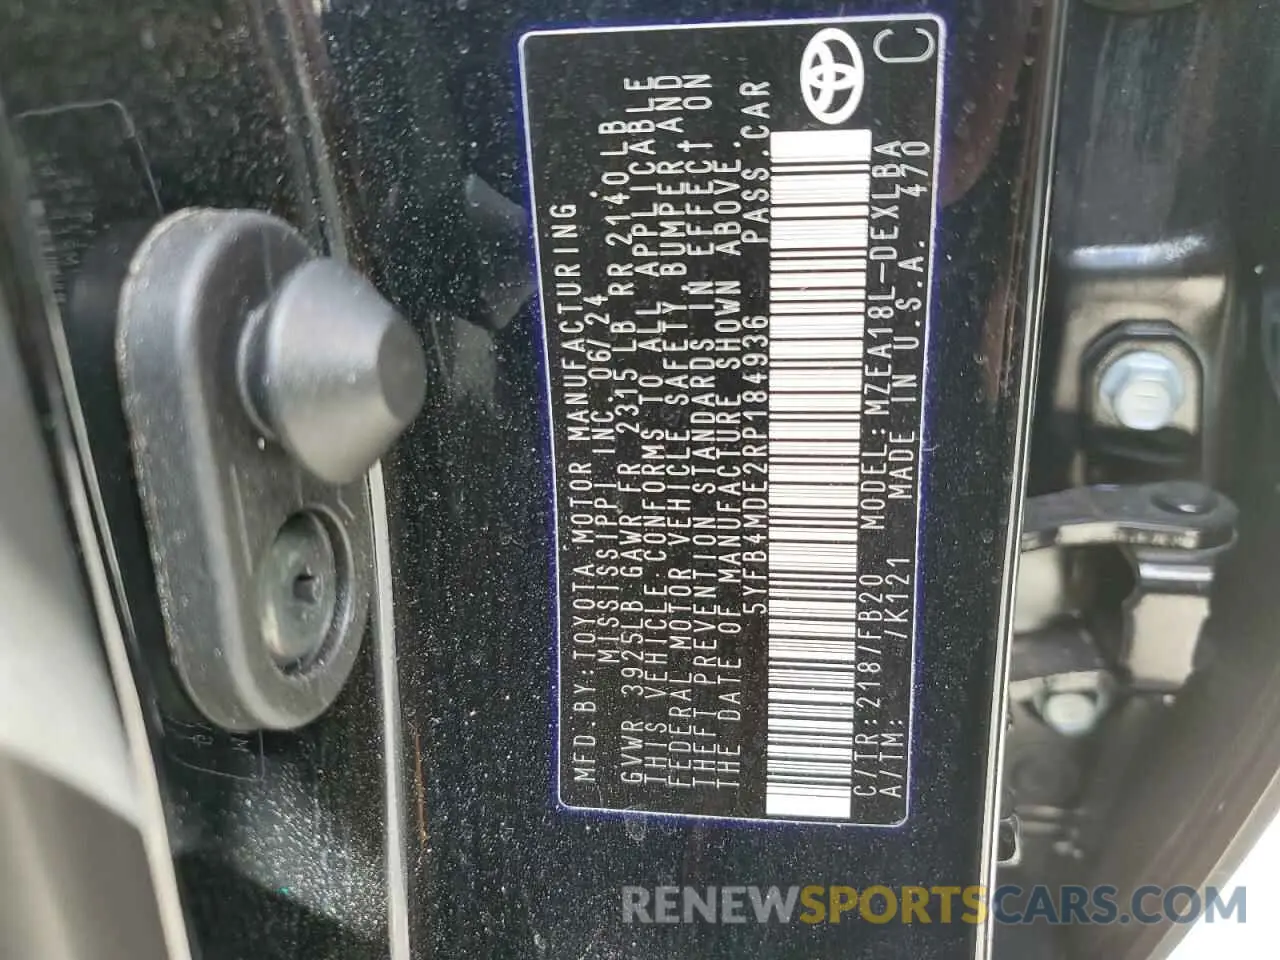 MFD.BY:TOYOTA MOTOR MANUFACTURING
MISSISSIPPI INC. 06/24
GVWR 3925LB GAWR FR 2315 LB RR 2140LB
THIS VEHICLE CONFORMS TO ALL APPLICABLE
FEDERAL MOTOR VEHICLE SAFETY, BUMPER AND
THEFT PREVENTION STANDARDS IN EFFECT ON
THE DATE OF MANUFACTURE SHOWN ABOVE.
5YFB4MDE2RP184936 PASS.CAR
C/TR:218/FB20 MODEL:MZEA18L-DEXLBA
A/TM: /K121 MADE IN U.S.A. 470
C
RENEWSPORTSCARS.COM